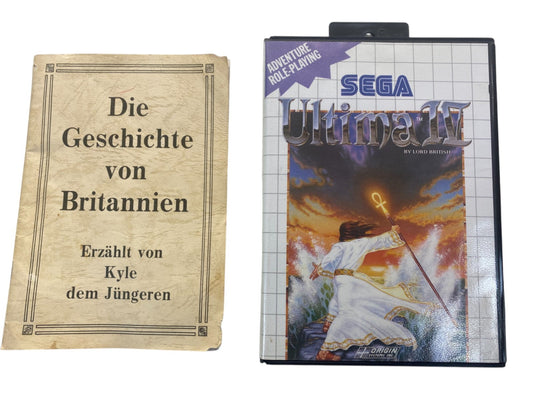 Die
Geschichte
von
Britannien
Erzählt von
Kyle
dem Jüngeren
ADVENTURE
ROLE-PLAYING
SEGA
Ultima IV
BY LORD BRITISH
ORIGIN